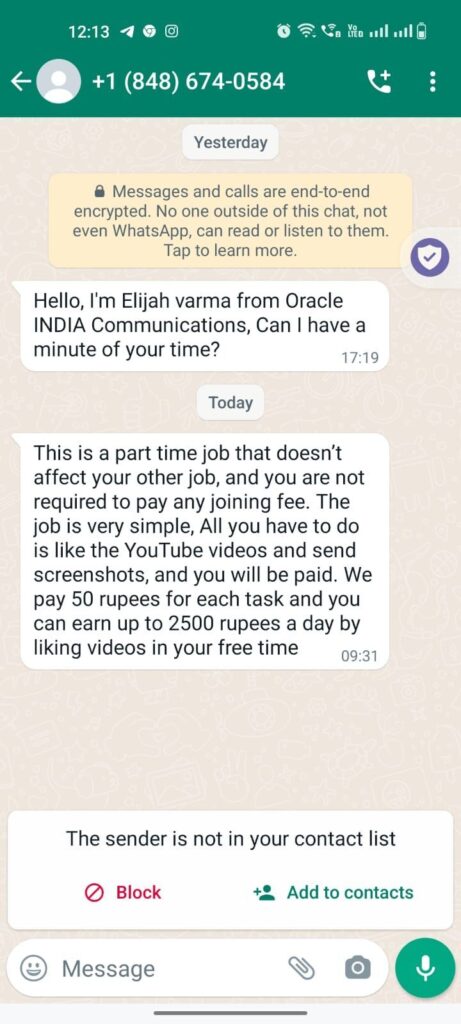 12:13
Vo
LTE
+1 (848) 674-0584
Yesterday
Messages and calls are end-to-end
encrypted. No one outside of this chat, not
even WhatsApp, can read or listen to them.
Tap to learn more.
Hello, I'm Elijah varma from Oracle
INDIA Communications, Can I have a
minute of your time?
17:19
Today
This is a part time job that doesn't
affect your other job, and you are not
required to pay any joining fee. The
job is very simple, All you have to do
is like the YouTube videos and send
screenshots, and you will be paid. We
pay 50 rupees for each task and you
can earn up to 2500 rupees a day by
liking videos in your free time
09:31
The sender is not in your contact list
Block
Add to contacts
Message